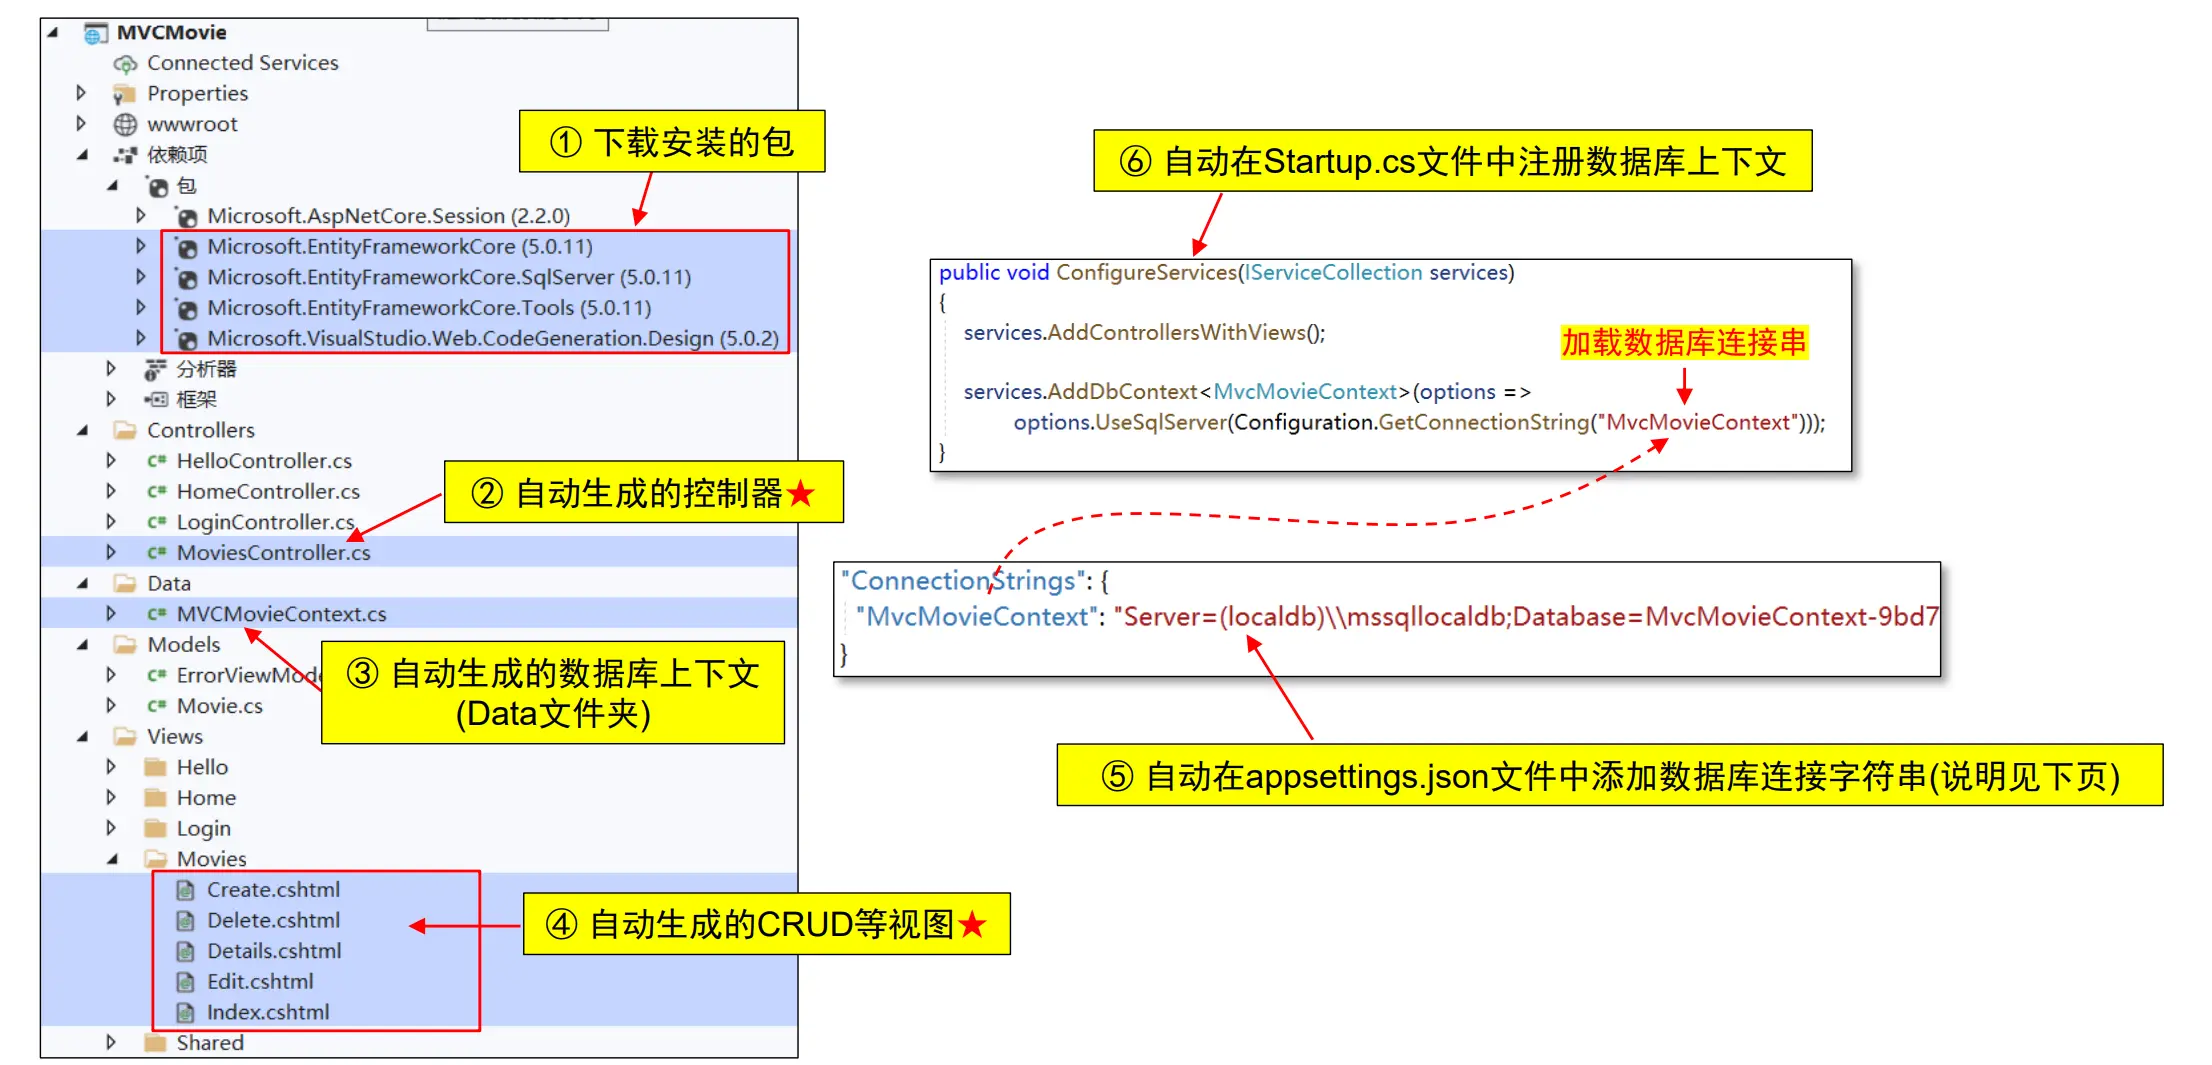 MVCMovie
Connected Services
Properties
wwwroot
依赖项
包
Microsoft.AspNetCore.Session (2.2.0)
Microsoft.EntityFrameworkCore (5.0.11)
Microsoft.EntityFrameworkCore.SqlServer (5.0.11)
Microsoft.EntityFrameworkCore.Tools (5.0.11)
Microsoft.VisualStudio.Web.CodeGeneration.Design (5.0.2)
分析器
框架
Controllers
C# HelloController.cs
C# HomeController.cs
C# LoginController.cs
C# MoviesController.cs
Data
C# MVCMovieContext.cs
Models
C# ErrorViewMode
C# Movie.cs
Views
Hello
Home
Login
Movies
Create.cshtml
Delete.cshtml
Details.cshtml
Edit.cshtml
Index.cshtml
Shared
① 下载安装的包
② 自动生成的控制器★
③ 自动生成的数据库上下文
(Data文件夹)
④ 自动生成的CRUD等视图★
⑥ 自动在Startup.cs文件中注册数据库上下文
public void ConfigureServices(IServiceCollection services)
{
services.AddControllersWithViews();
加载数据库连接串
services.AddDbContext<MvcMovieContext>(options =>
options.UseSqlServer(Configuration.GetConnectionString("MvcMovieContext")));
}
"ConnectionStrings": {
"MvcMovieContext": "Server=(localdb)\\mssqllocaldb;Database=MvcMovieContext-9bd7
}
⑤ 自动在appsettings.json文件中添加数据库连接字符串(说明见下页)